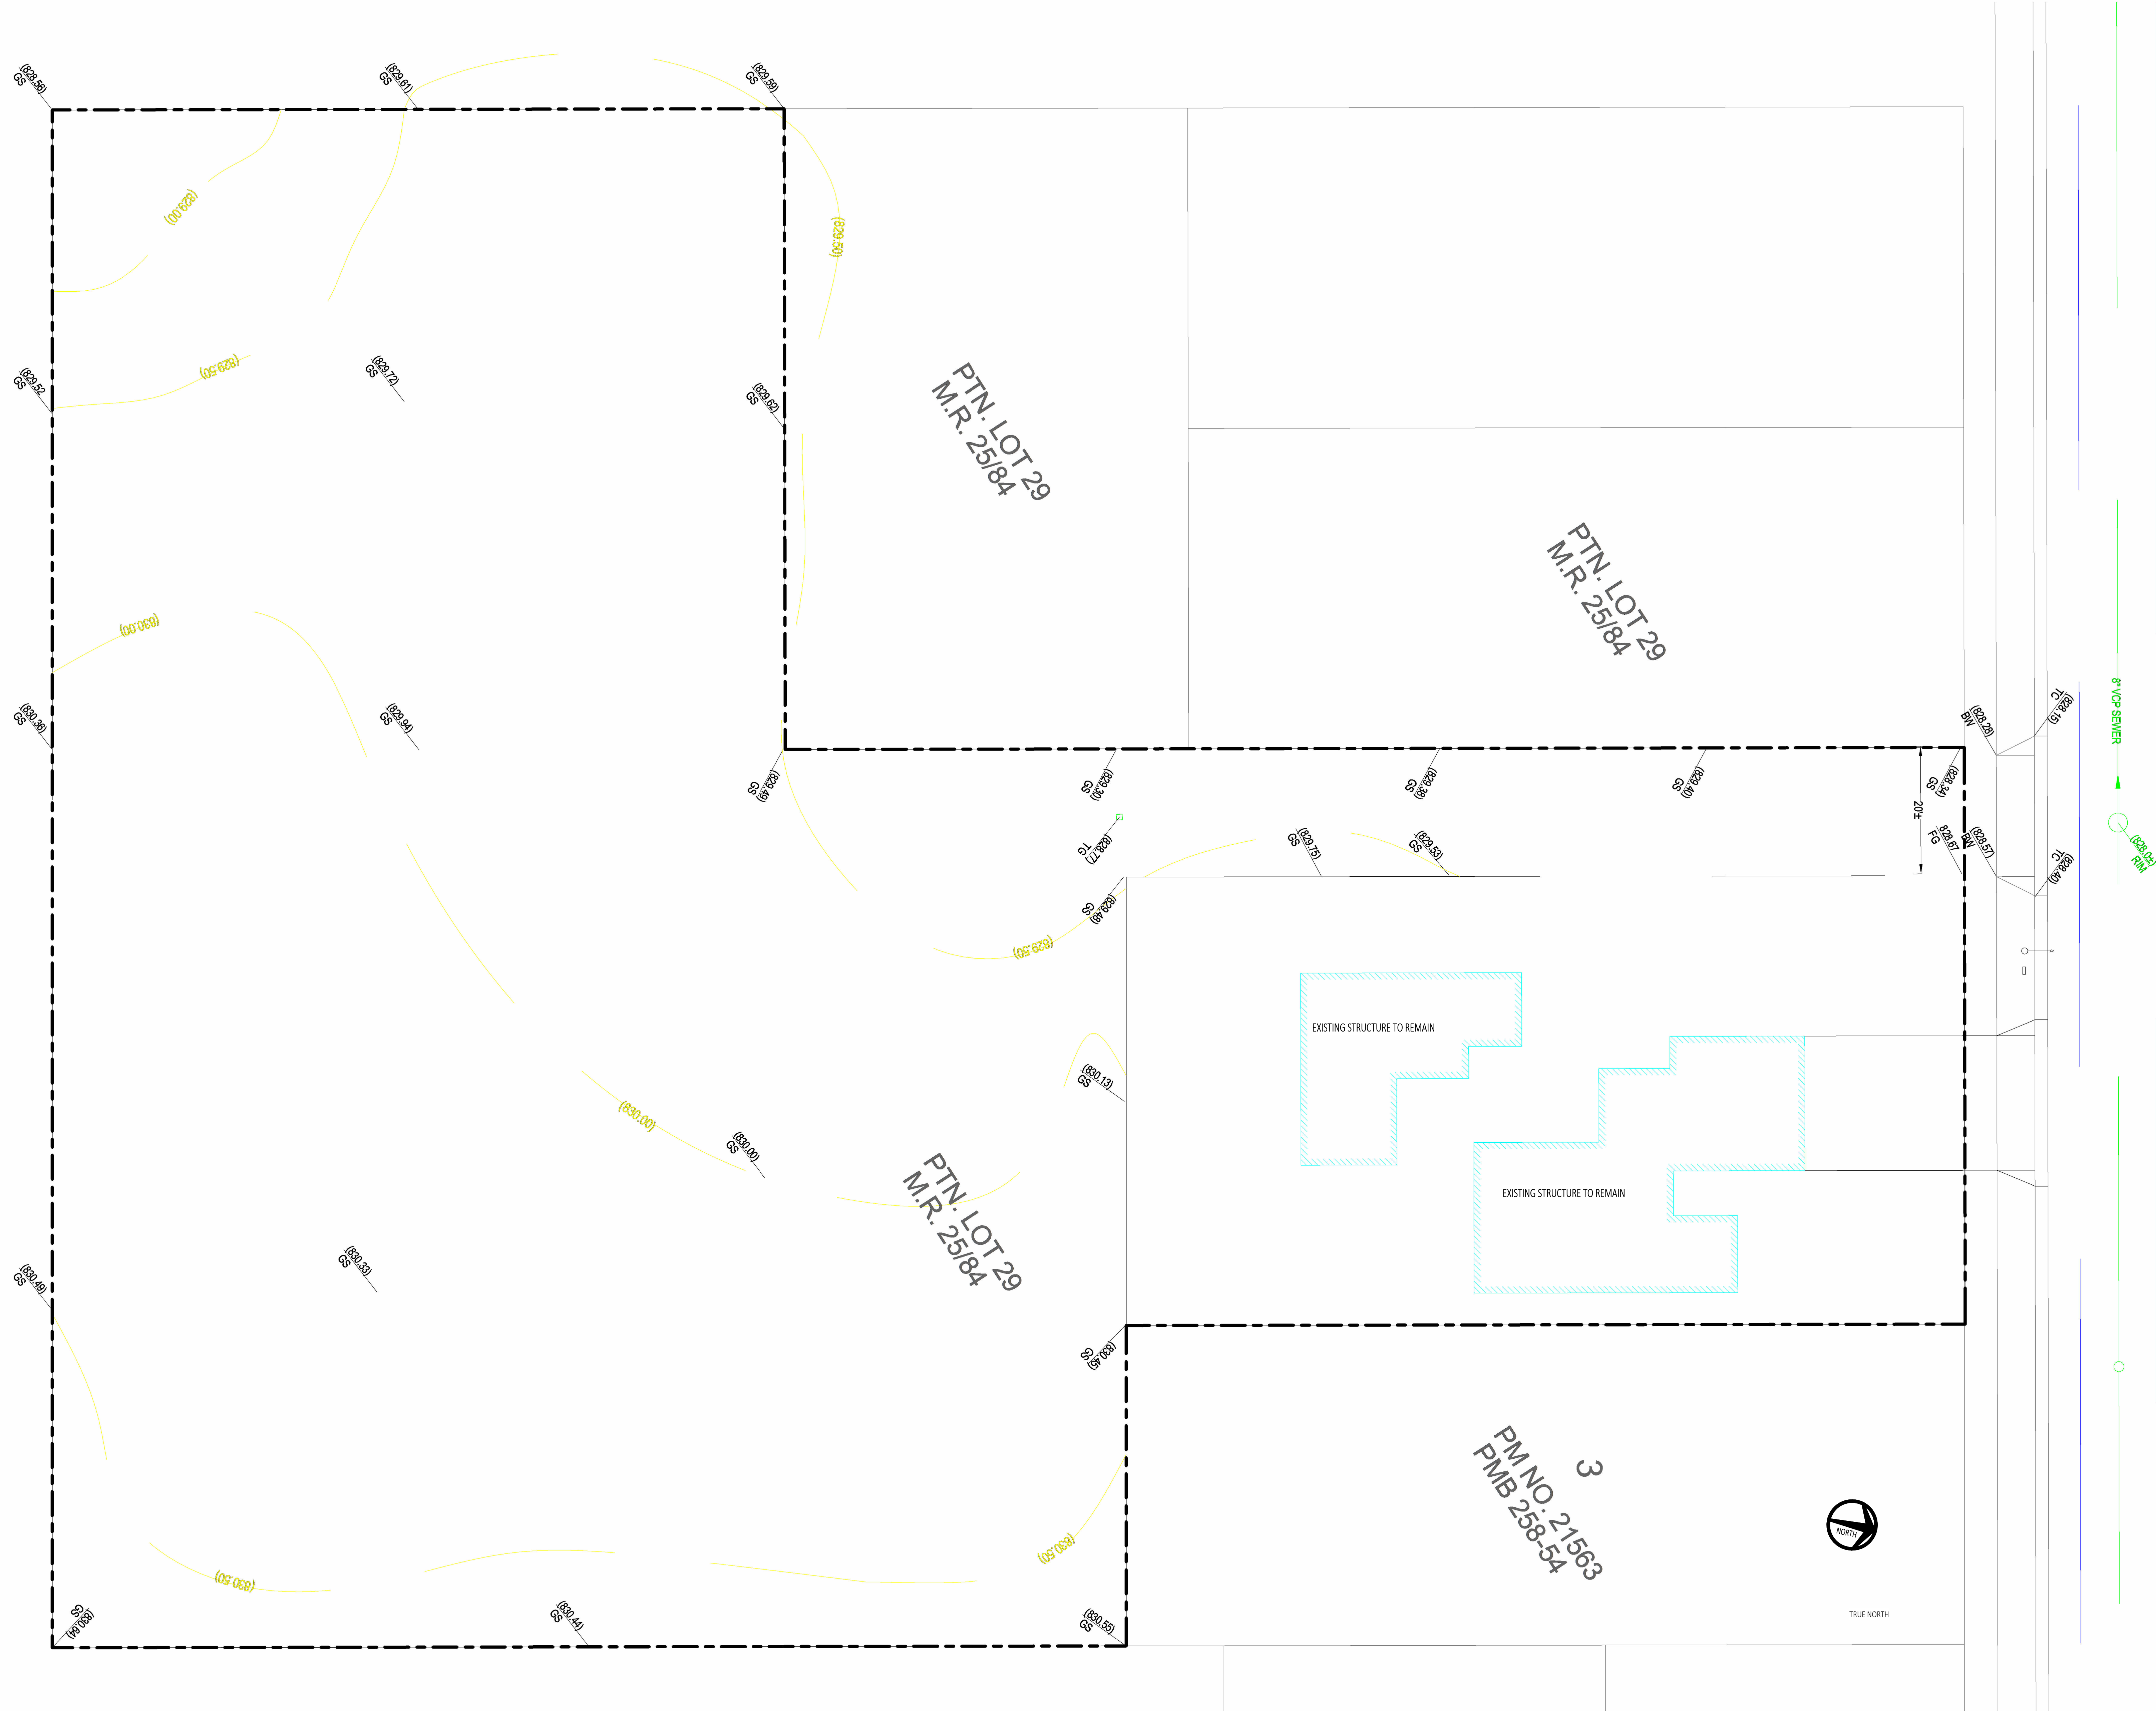 (828.56)
GS
(829.61)
GS
(829.59)
GS
(829.00)
(829.50)
(829.52
GS
(829.50)
(829.72)
GS
(829.62)
GS
PTN. LOT 29
M.R. 25/84
PTN. LOT 29
M.R. 25/84
(830.00)
(830.36)
GS
(829.94)
GS
(829.49)
GS
(829.30)
GS
(829.38)
GS
(829.40)
GS
(828.34)
GS
(828.28)
BW
(828.15)
TC
8" VCP SEWER
20'±
(828.77)
TG
(829.75)
GS
(829.53)
GS
828.67
FG
(828.57)
BW
(828.40)
TC
(828.0±)
RIM
(829.48)
GS
(829.50)
EXISTING STRUCTURE TO REMAIN
(830.13)
GS
(830.00)
(830.00)
GS
EXISTING STRUCTURE TO REMAIN
PTN. LOT 29
M.R. 25/84
(830.33)
GS
(830.49)
GS
(830.45)
GS
3
PM NO. 21563
PMB 258-54
NORTH
(830.50)
(830.50)
(830.64)
GS
(830.44)
GS
(830.55)
GS
TRUE NORTH